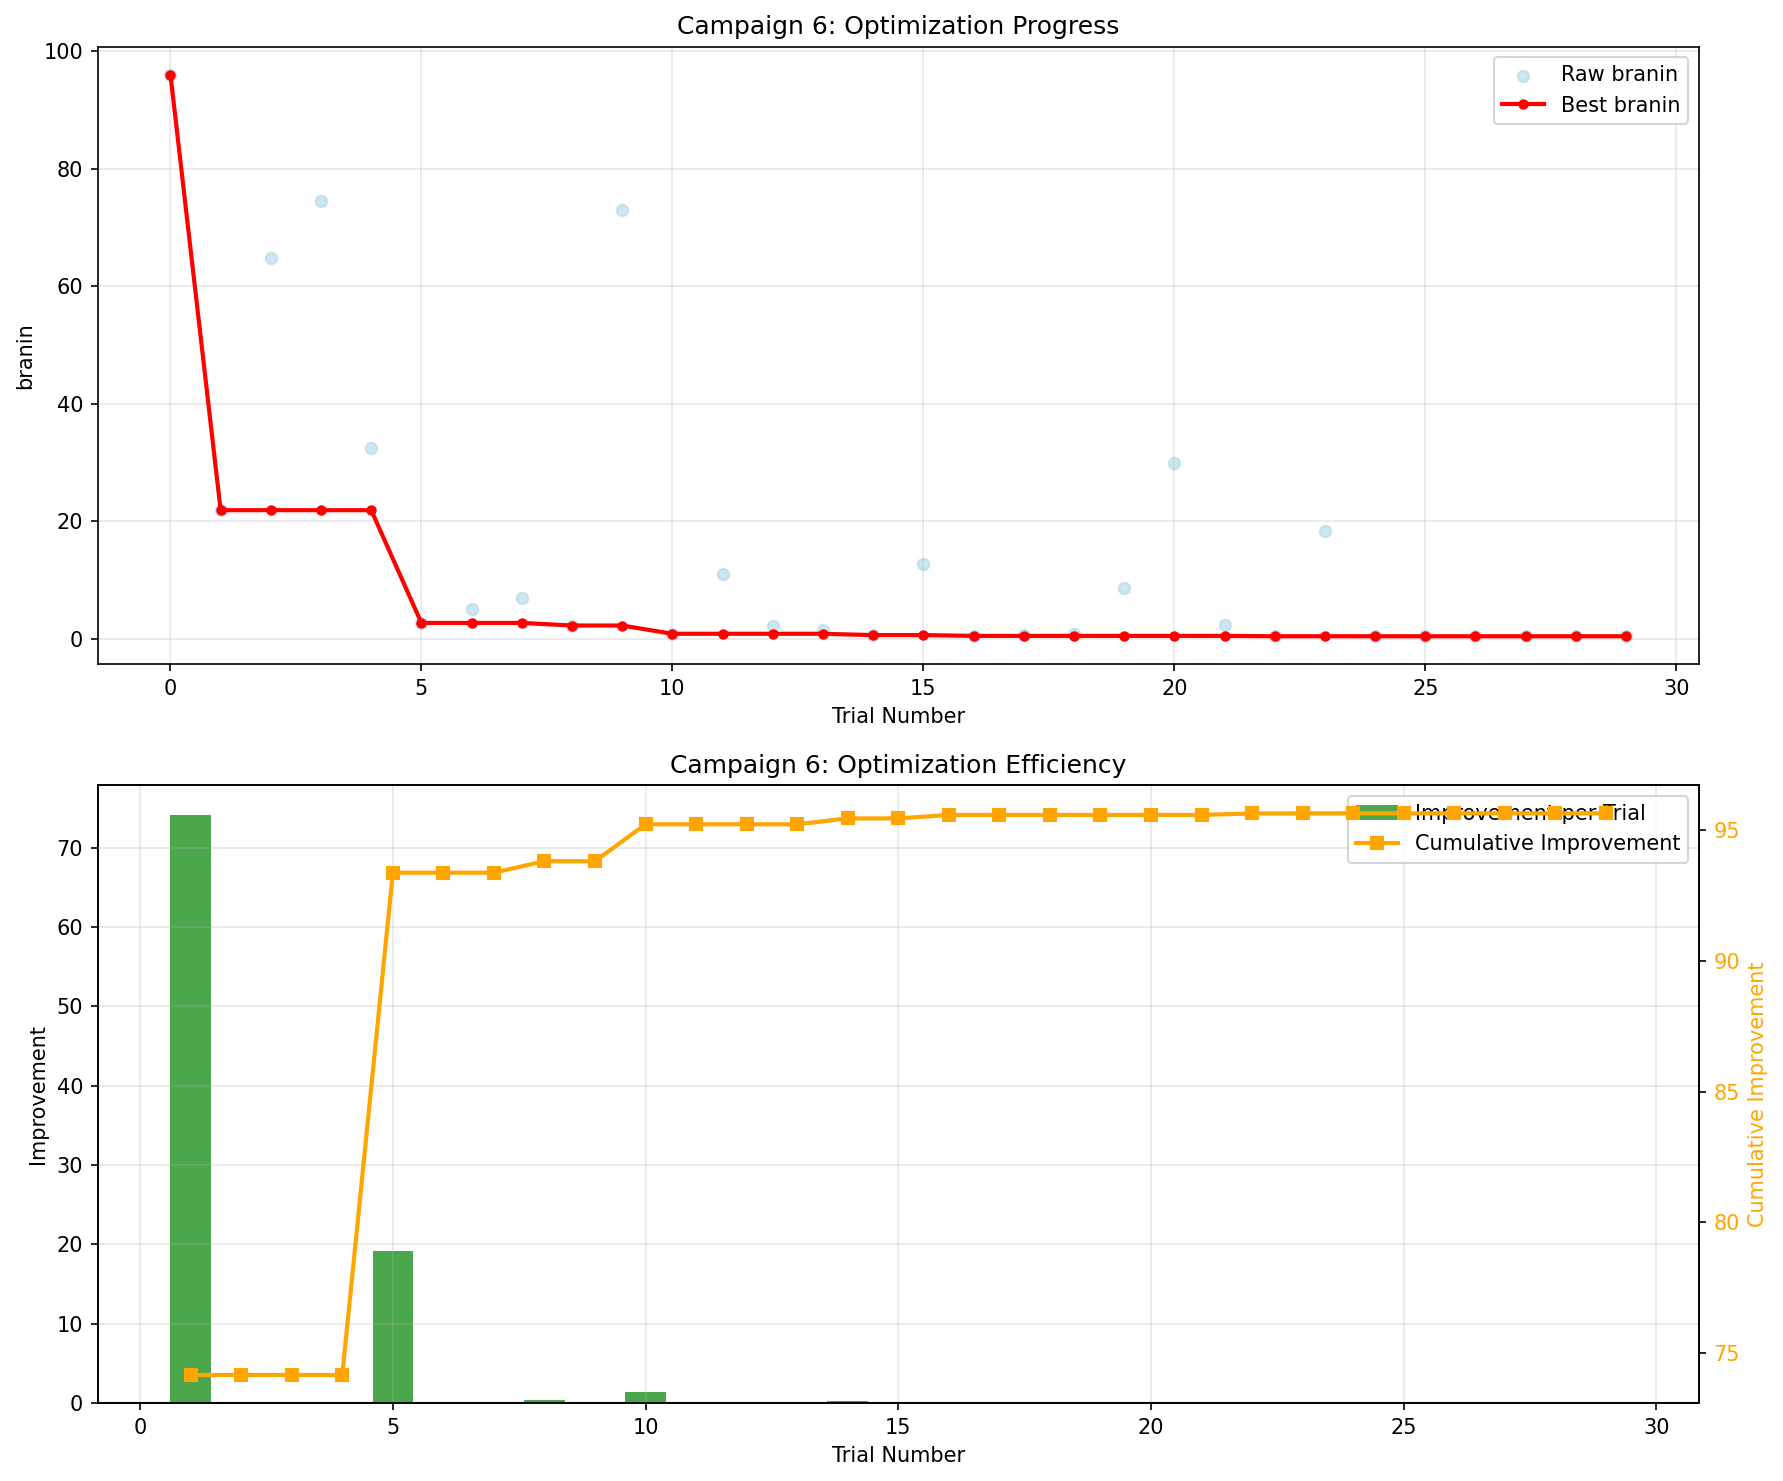 Campaign 6: Optimization Progress
100
80
60
40
20
0
branin
Raw branin
Best branin
0 5 10 15 20 25 30
Trial Number
Campaign 6: Optimization Efficiency
70
60
50
40
30
20
10
0
Improvement
Improvement per Trial
Cumulative Improvement
95
90
85
80
75
Cumulative Improvement
0 5 10 15 20 25 30
Trial Number